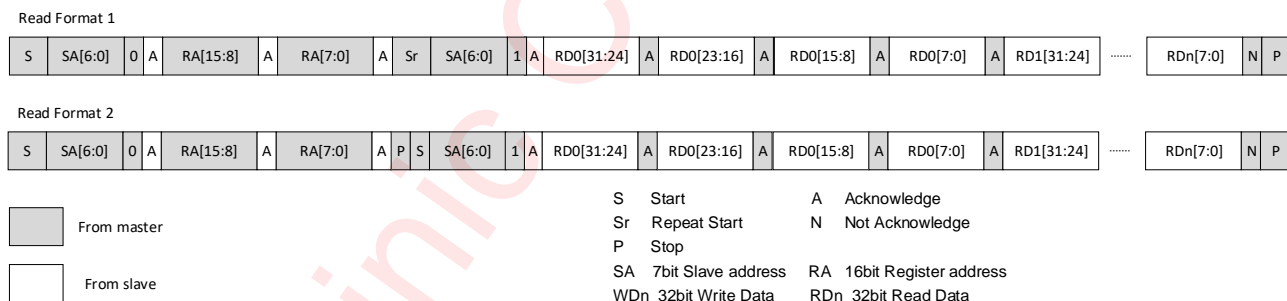 Read Format 1
S SA[6:0] 0 A RA[15:8] A RA[7:0] A Sr SA[6:0] 1 A RD0[31:24] A RD0[23:16] A RD0[15:8] A RD0[7:0] A RD1[31:24] ....... RDn[7:0] N P
Read Format 2
S SA[6:0] 0 A RA[15:8] A RA[7:0] A P S SA[6:0] 1 A RD0[31:24] A RD0[23:16] A RD0[15:8] A RD0[7:0] A RD1[31:24] ....... RDn[7:0] N P
S Start A Acknowledge
From master Sr Repeat Start N Not Acknowledge
P Stop
SA 7bit Slave address RA 16bit Register address
From slave WDn 32bit Write Data RDn 32bit Read Data
inic